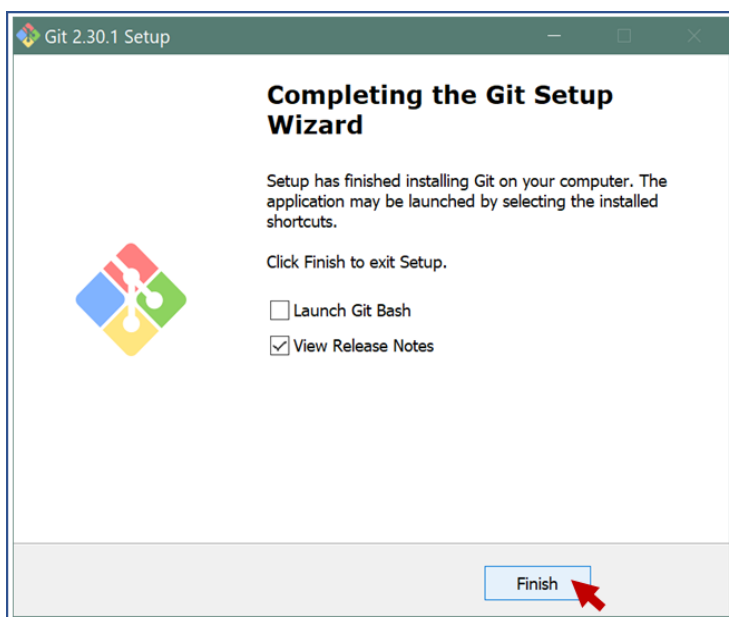 Git 2.30.1 Setup
Completing the Git Setup
Wizard
Setup has finished installing Git on your computer. The
application may be launched by selecting the installed
shortcuts.
Click Finish to exit Setup.
Launch Git Bash
View Release Notes
Finish